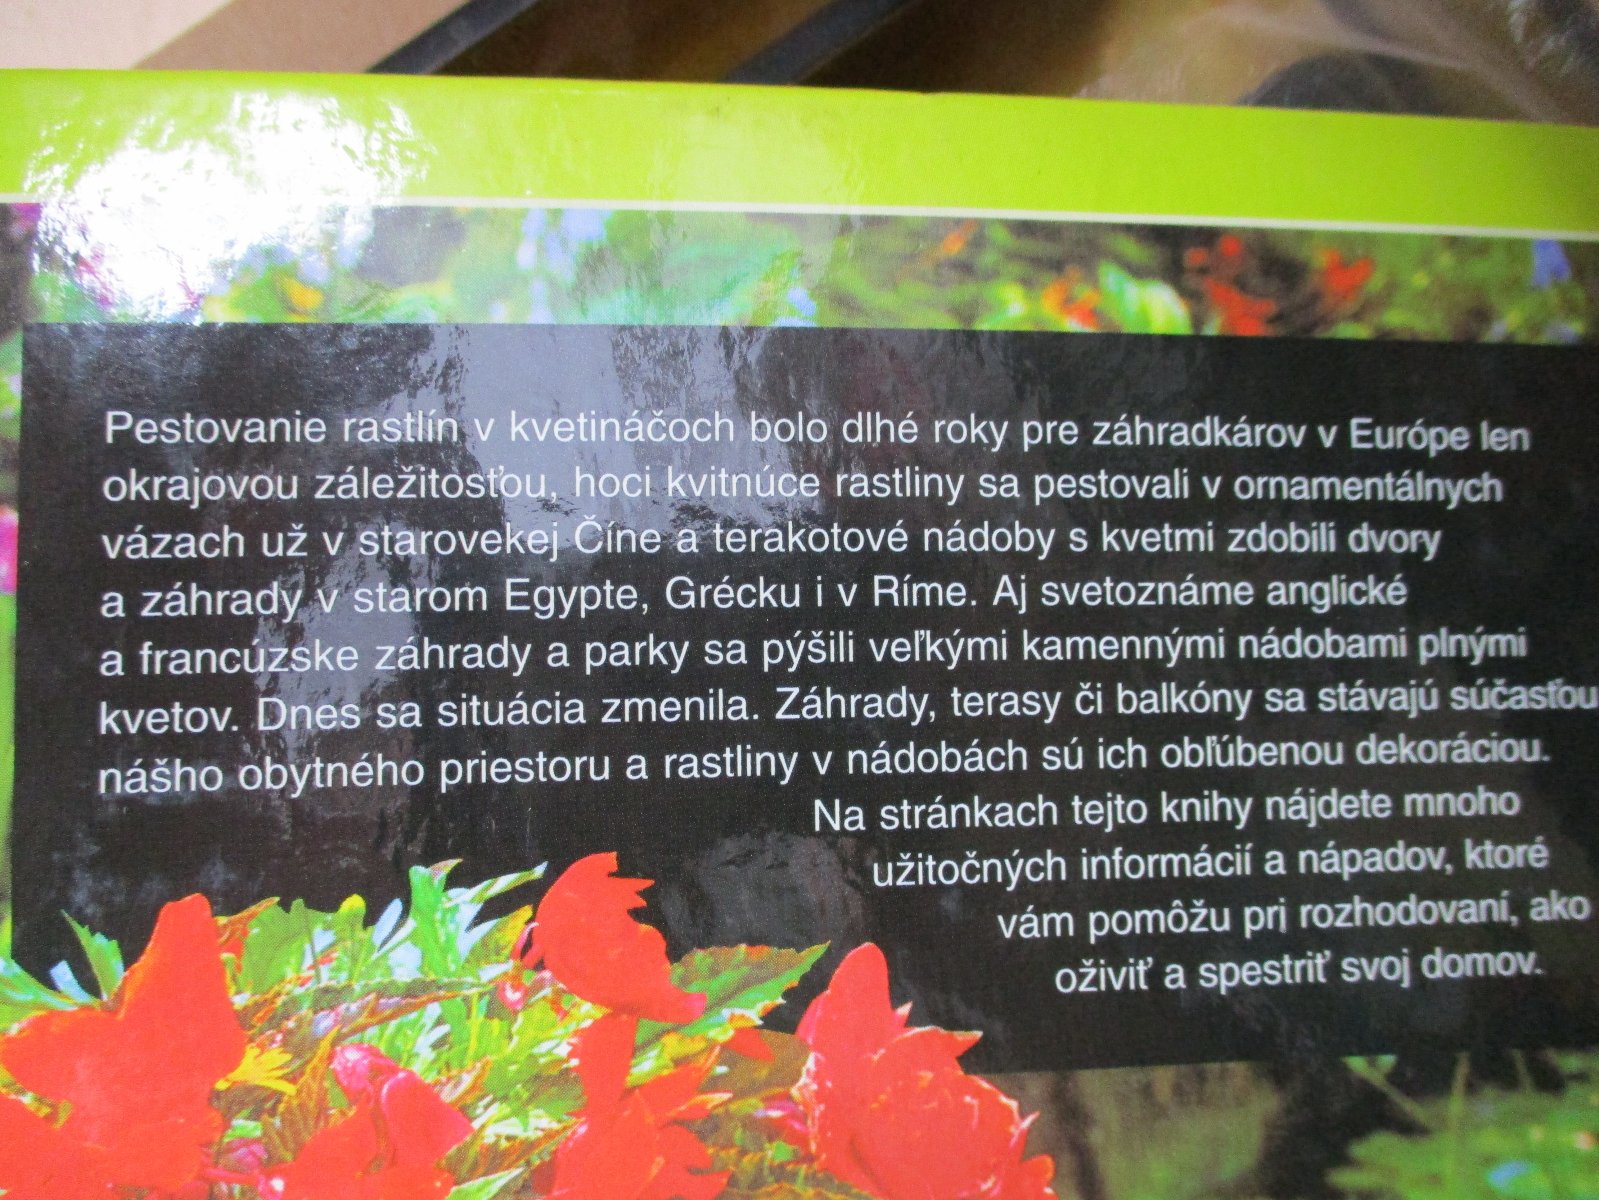 Pestovanie rastlín v kvetináčoch bolo dlhé roky pre záhradkárov v Európe len
okrajovou záležitosťou, hoci kvitnúce rastliny sa pestovali v ornamentálnych
vázach už v starovekej Číne a terakotové nádoby s kvetmi zdobili dvory
a záhrady v starom Egypte, Grécku i v Ríme. Aj svetoznáme anglické
a francúzske záhrady a parky sa pýšili veľkými kamennými nádobami plnými
kvetov. Dnes sa situácia zmenila. Záhrady, terasy či balkóny sa stávajú súčasťou
nášho obytného priestoru a rastliny v nádobách sú ich obľúbenou dekoráciou.
Na stránkach tejto knihy nájdete mnoho
užitočných informácií a nápadov, ktoré
vám pomôžu pri rozhodovaní, ako
oživiť a spestriť svoj domov.